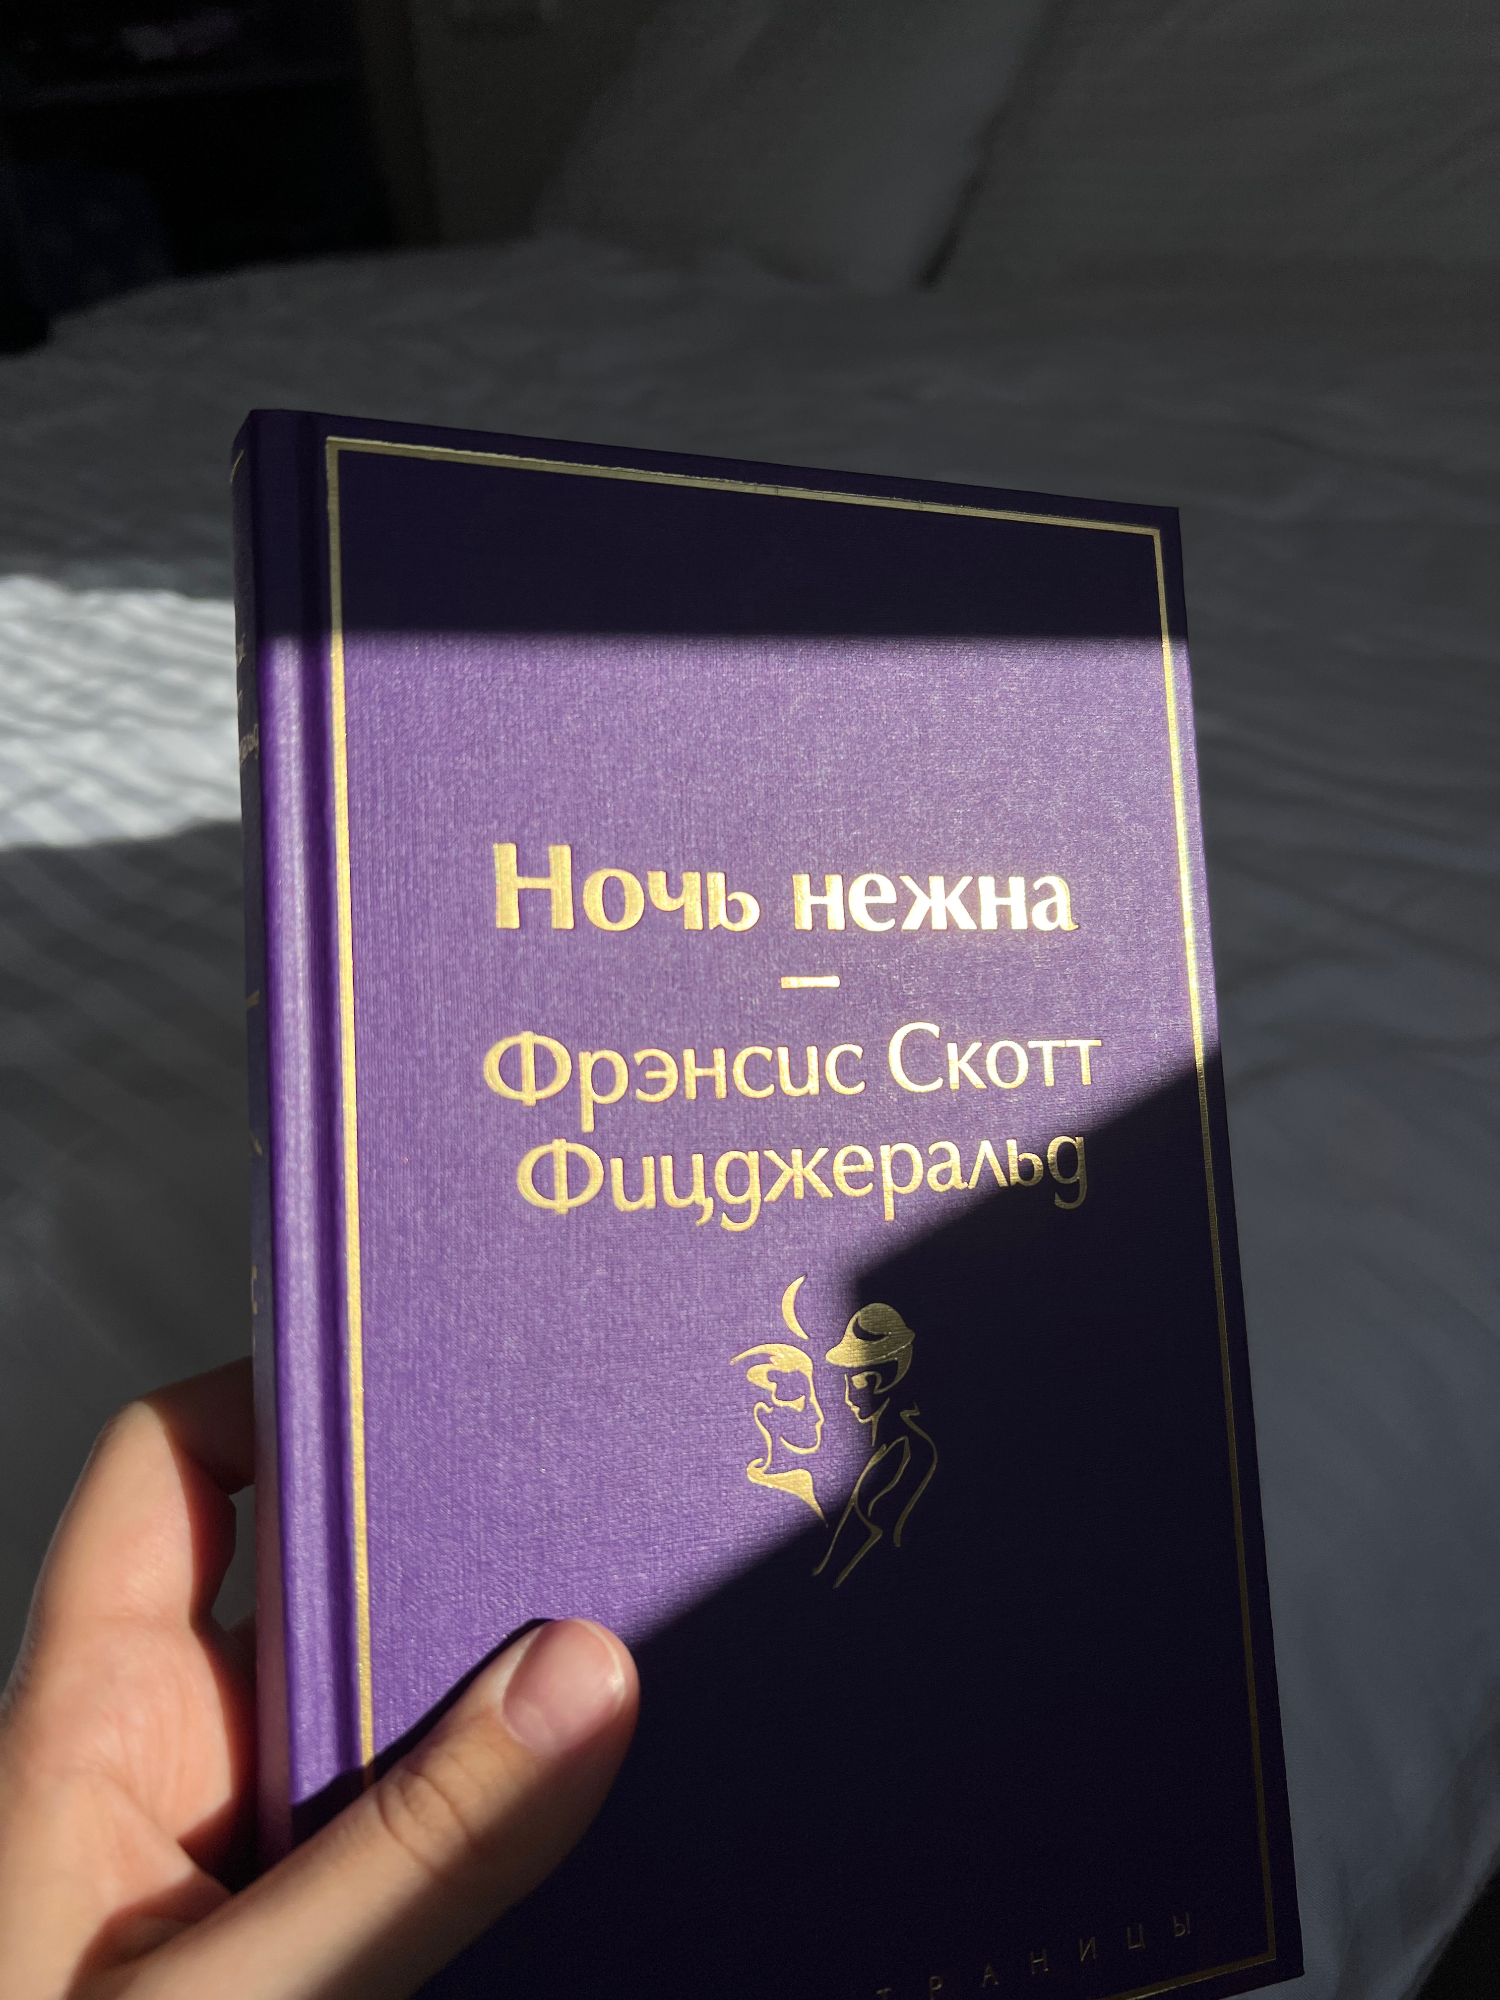 Ночь нежна
—
Фрэнсис Скотт
Фицджеральд